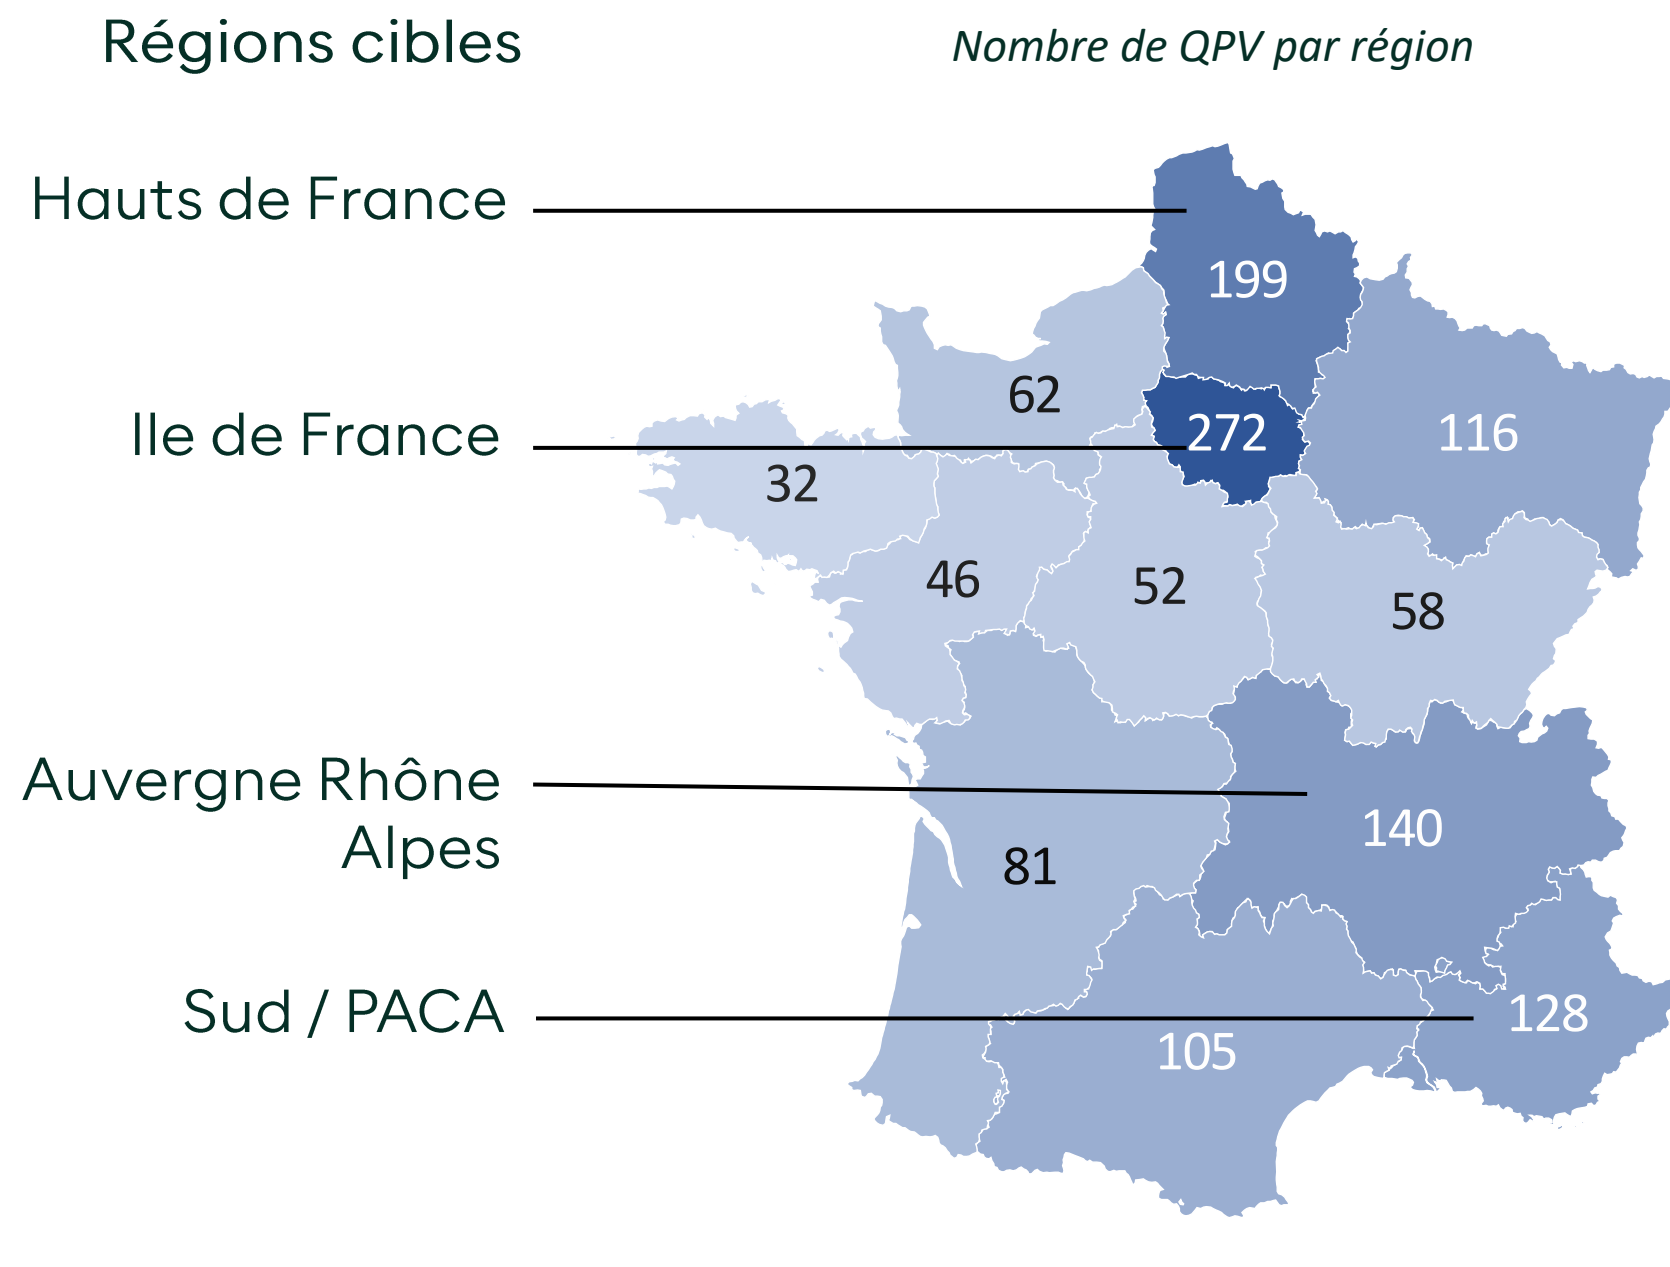 Régions cibles
Nombre de QPV par région
Hauts de France
199
62
Ile de France
272
116
32
46
52
58
Auvergne Rhône
Alpes
140
81
Sud / PACA
128
105